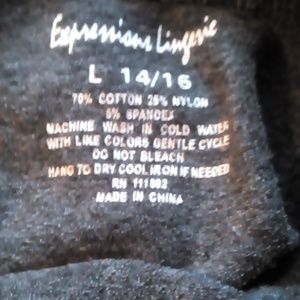 Expressions Lingerie
L 14/16
70% COTTON 25% NYLON
5% SPANDEX
MACHINE WASH IN COLD WATER
WITH LIKE COLORS GENTLE CYCLE
DO NOT BLEACH
HANG TO DRY COOL IRON IF NEEDED
RN 111802
MADE IN CHINA